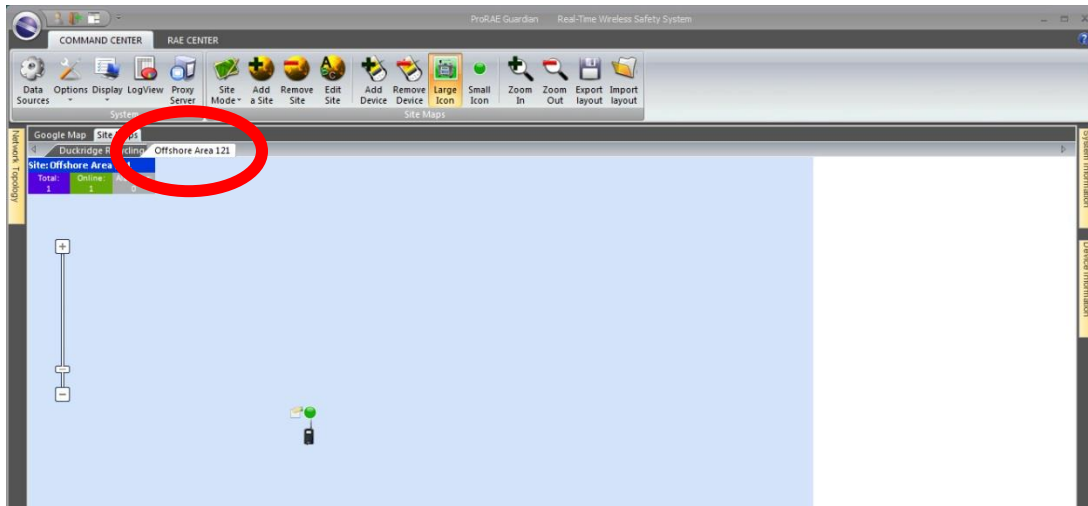 ProRAE Guardian Real-Time Wireless Safety System
COMMAND CENTER RAE CENTER
Data Sources
Options
Display
LogView
Proxy Server
Site Mode
Add a Site
Remove Site
Edit Site
Add Device
Remove Device
Large Icon
Small Icon
Zoom In
Zoom Out
Export layout
Import layout
System
Site Maps
Network Topology
Google Map Site
Duckridge Offshore Area 121
Site: Offshore Area
Total: Online:
1 1
System Information
Device Information